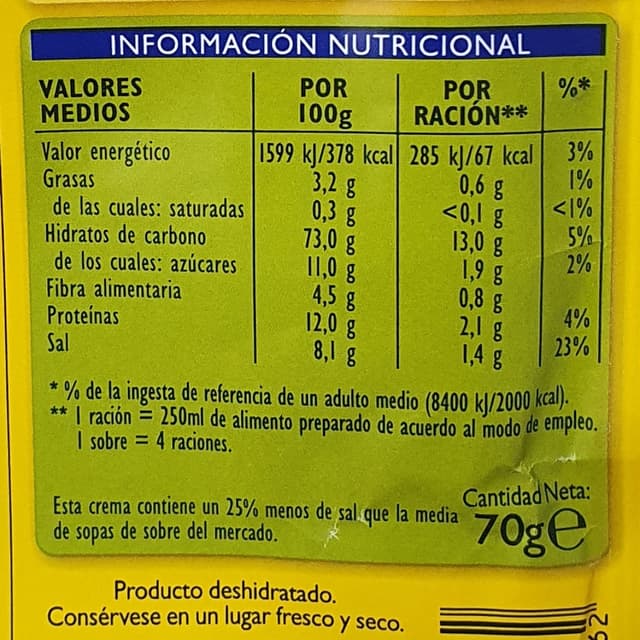 INFORMACIÓN NUTRICIONAL
VALORES MEDIOS POR 100g POR RACIÓN** %*
Valor energético 1599 kJ/378 kcal 285 kJ/67 kcal 3%
Grasas 3,2 g 0,6 g 1%
de las cuales: saturadas 0,3 g <0,1 g <1%
Hidratos de carbono 73,0 g 13,0 g 5%
de los cuales: azúcares 11,0 g 1,9 g 2%
Fibra alimentaria 4,5 g 0,8 g
Proteínas 12,0 g 2,1 g 4%
Sal 8,1 g 1,4 g 23%
* % de la ingesta de referencia de un adulto medio (8400 kJ/2000 kcal).
** 1 ración = 250ml de alimento preparado de acuerdo al modo de empleo.
1 sobre = 4 raciones.
Esta crema contiene un 25% menos de sal que la media
de sopas de sobre del mercado.
Cantidad Neta:
70g e
Producto deshidratado.
Consérvese en un lugar fresco y seco.